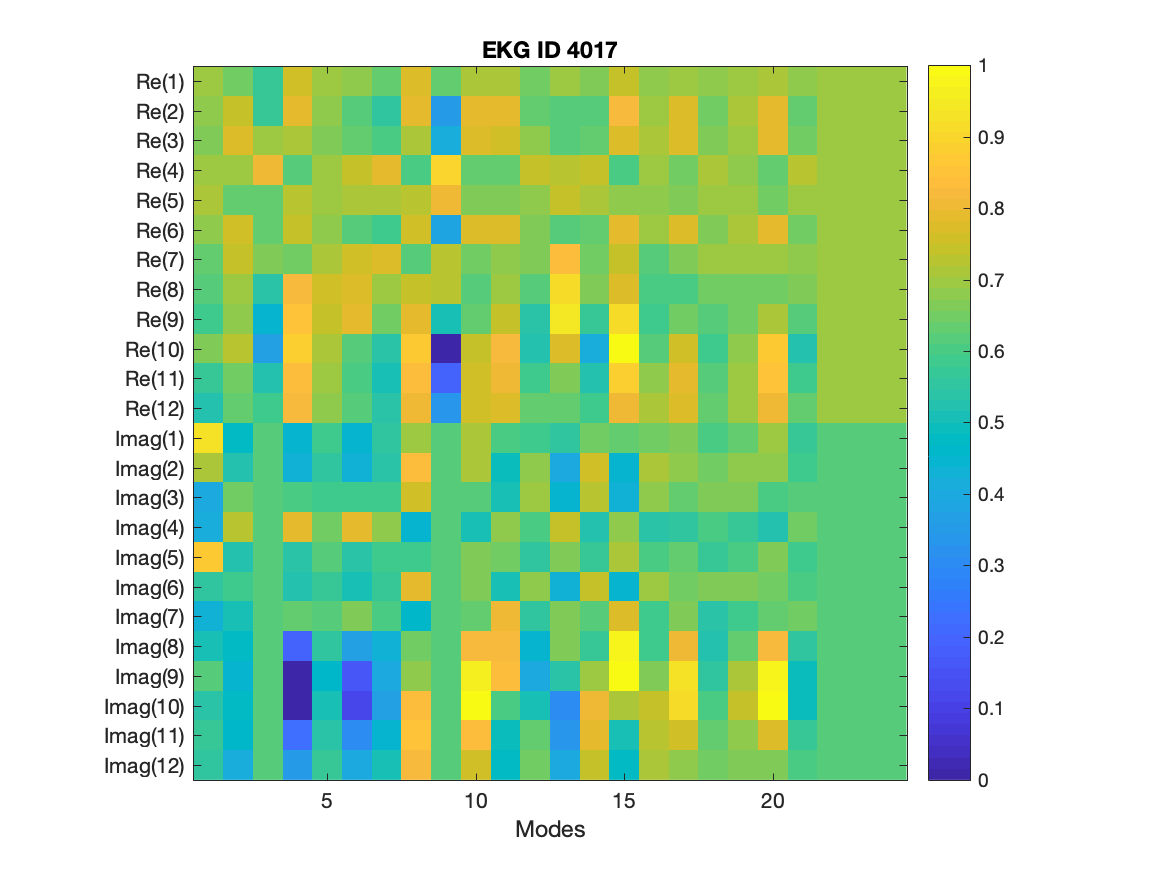 EKG ID 4017
Re(1)
Re(2)
Re(3)
Re(4)
Re(5)
Re(6)
Re(7)
Re(8)
Re(9)
Re(10)
Re(11)
Re(12)
Imag(1)
Imag(2)
Imag(3)
Imag(4)
Imag(5)
Imag(6)
Imag(7)
Imag(8)
Imag(9)
Imag(10)
Imag(11)
Imag(12)
5 10 15 20
Modes
1
0.9
0.8
0.7
0.6
0.5
0.4
0.3
0.2
0.1
0